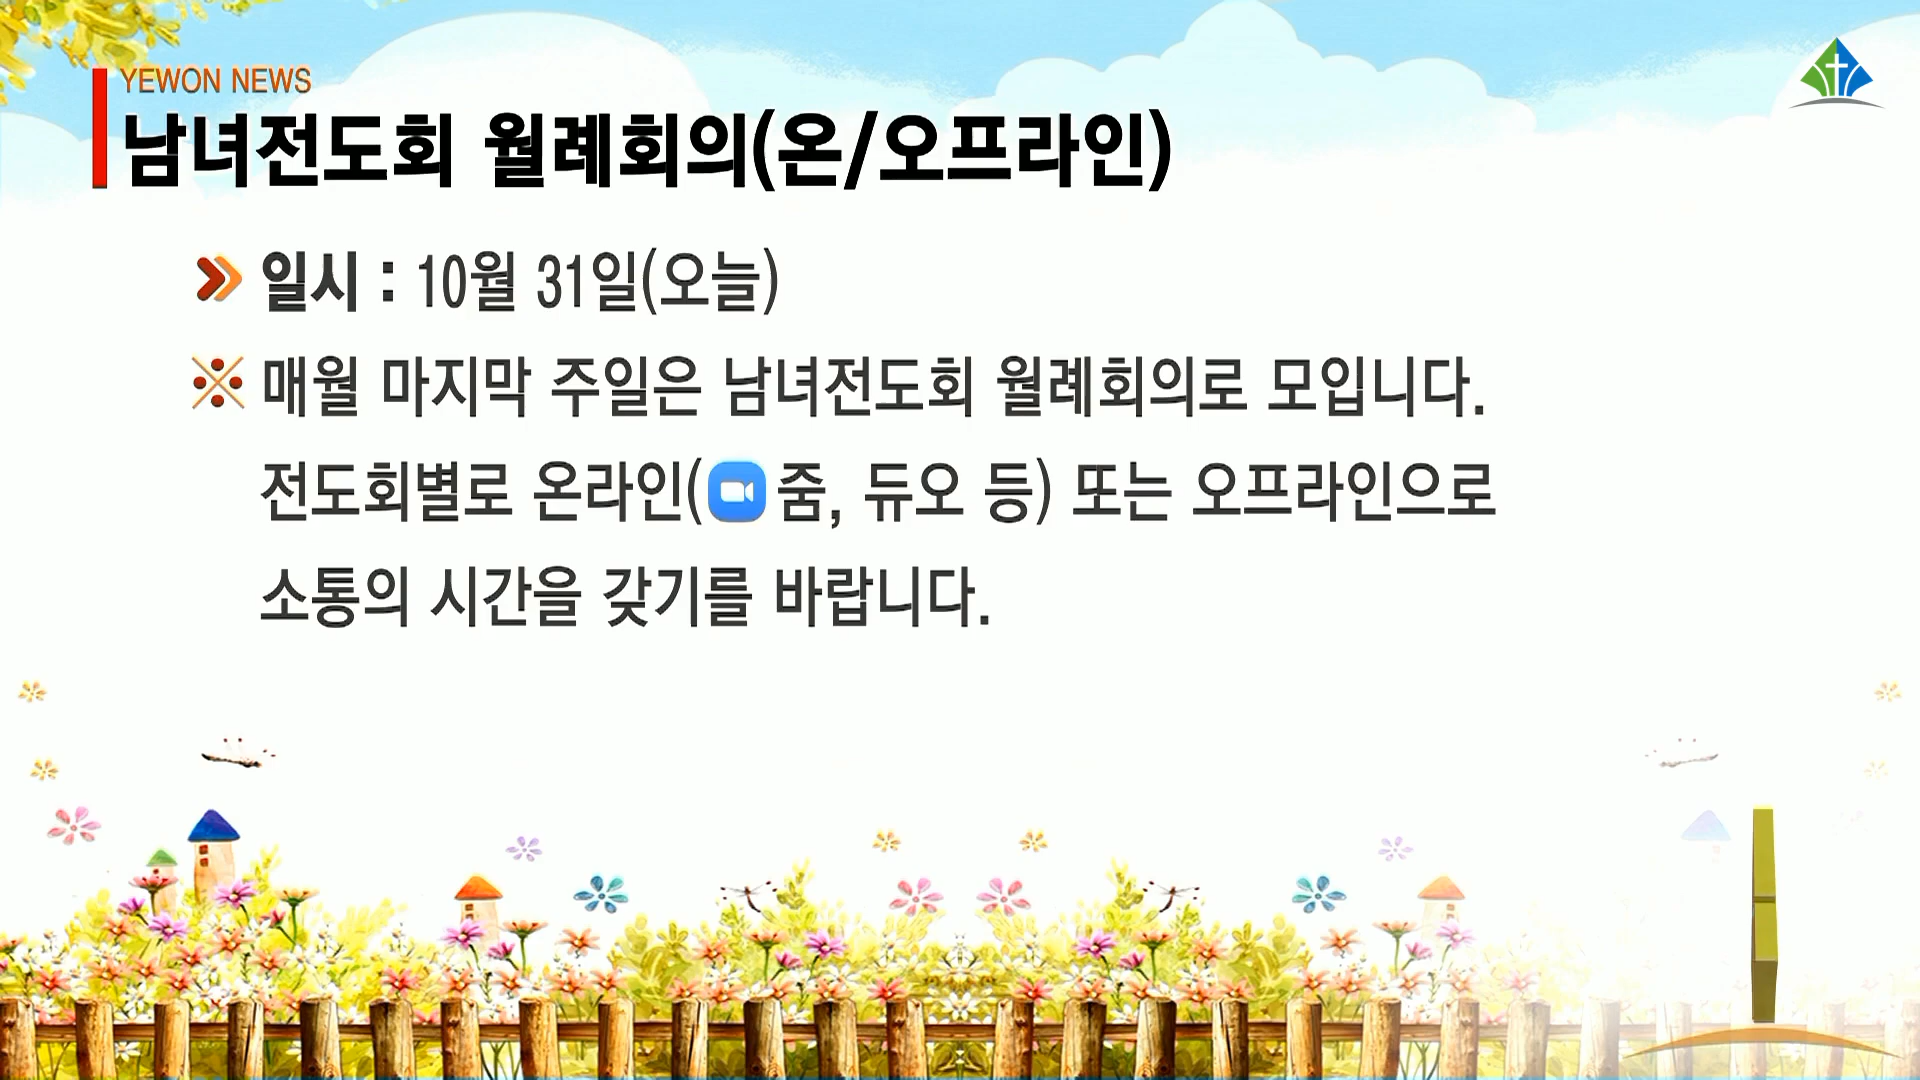 YEWON NEWS
남녀전도회 월례회의(온/오프라인)
일시 : 10월 31일(오늘)
※ 매월 마지막 주일은 남녀전도회 월례회의로 모입니다.
전도회별로 온라인(줌, 듀오 등) 또는 오프라인으로
소통의 시간을 갖기를 바랍니다.